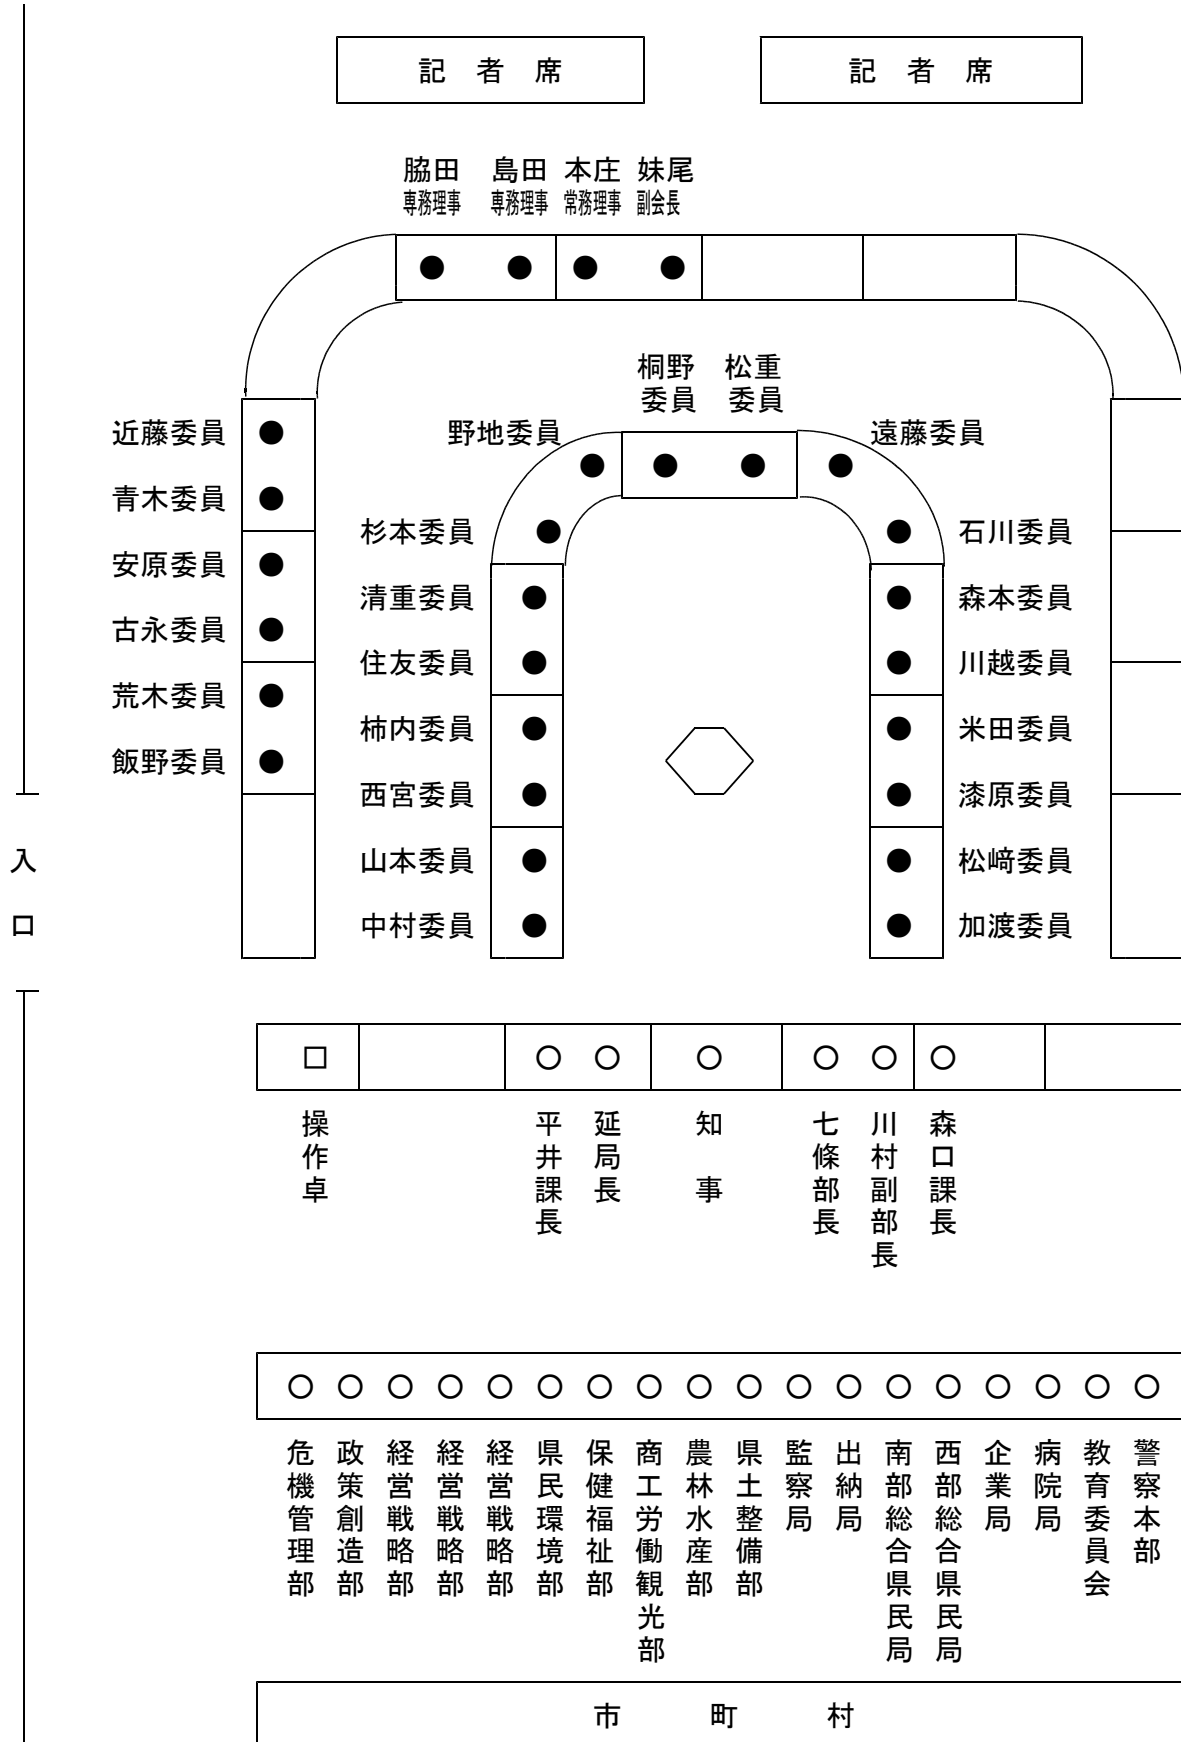 記者席
記者席
脇田
専務理事
島田
専務理事
本庄
常務理事
妹尾
副会長
桐野
委員
松重
委員
野地委員
遠藤委員
近藤委員
青木委員
安原委員
古永委員
荒木委員
飯野委員
杉本委員
清重委員
住友委員
柿内委員
西宮委員
山本委員
中村委員
石川委員
森本委員
川越委員
米田委員
漆原委員
松﨑委員
加渡委員
入口
操作卓
平井課長
延局長
知事
七條部長
川村副部長
森口課長
危機管理部
政策創造部
経営戦略部
経営戦略部
経営戦略部
県民環境部
保健福祉部
商工労働観光部
農林水産部
県土整備部
監察局
出納局
南部総合県民局
西部総合県民局
企業局
病院局
教育委員会
警察本部
市町村